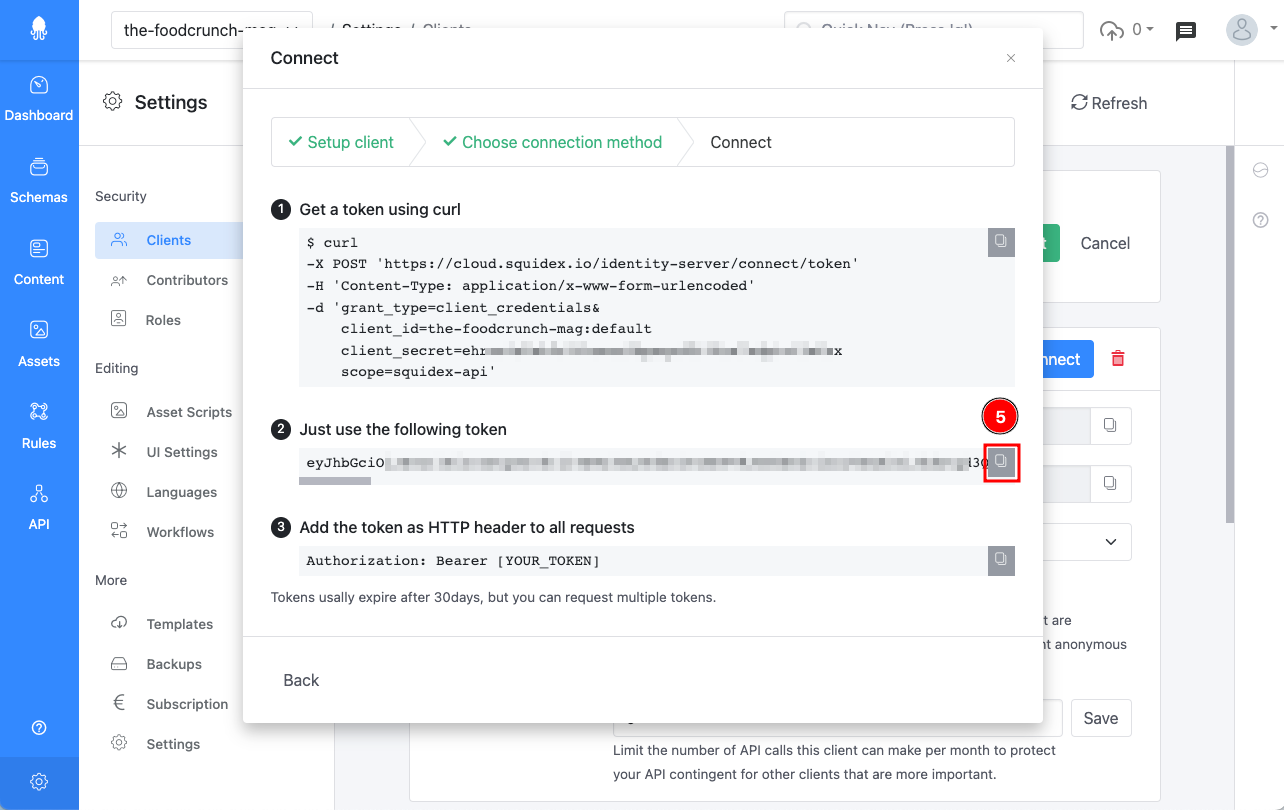 the-foodcrunch-mag
/ Settings / Clients
Quick Nav (Press 'q')
0
Dashboard
Schemas
Content
Assets
Rules
API
Settings
Refresh
Security
Clients
Contributors
Roles
Editing
Asset Scripts
UI Settings
Languages
Workflows
More
Templates
Backups
Subscription
Settings
Connect
×
Setup client
Choose connection method
Connect
1 Get a token using curl
$ curl
-X POST 'https://cloud.squidex.io/identity-server/connect/token'
-H 'Content-Type: application/x-www-form-urlencoded'
-d 'grant_type=client_credentials&
client_id=the-foodcrunch-mag:default
client_secret=ehr x
scope=squidex-api'
2 Just use the following token
5
eyJhbGciO d3Q
3 Add the token as HTTP header to all requests
Authorization: Bearer [YOUR_TOKEN]
Tokens usally expire after 30days, but you can request multiple tokens.
Back
t
Cancel
nnect
t are
nt anonymous
Save
Limit the number of API calls this client can make per month to protect
your API contingent for other clients that are more important.